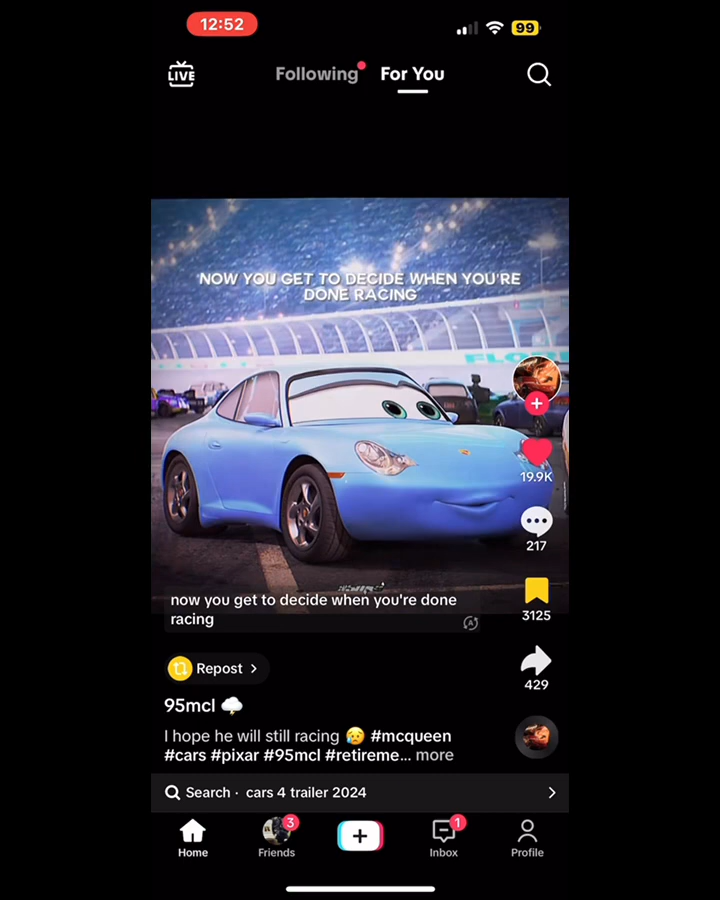 12:52
99
LIVE
Following
For You
NOW YOU GET TO DECIDE WHEN YOU'RE
DONE RACING
19.9K
217
3125
429
now you get to decide when you're done
racing
A
Repost >
95mcl 🌩️
I hope he will still racing 😥 #mcqueen
#cars #pixar #95mcl #retireme... more
Search · cars 4 trailer 2024
3
1
Home
Friends
Inbox
Profile